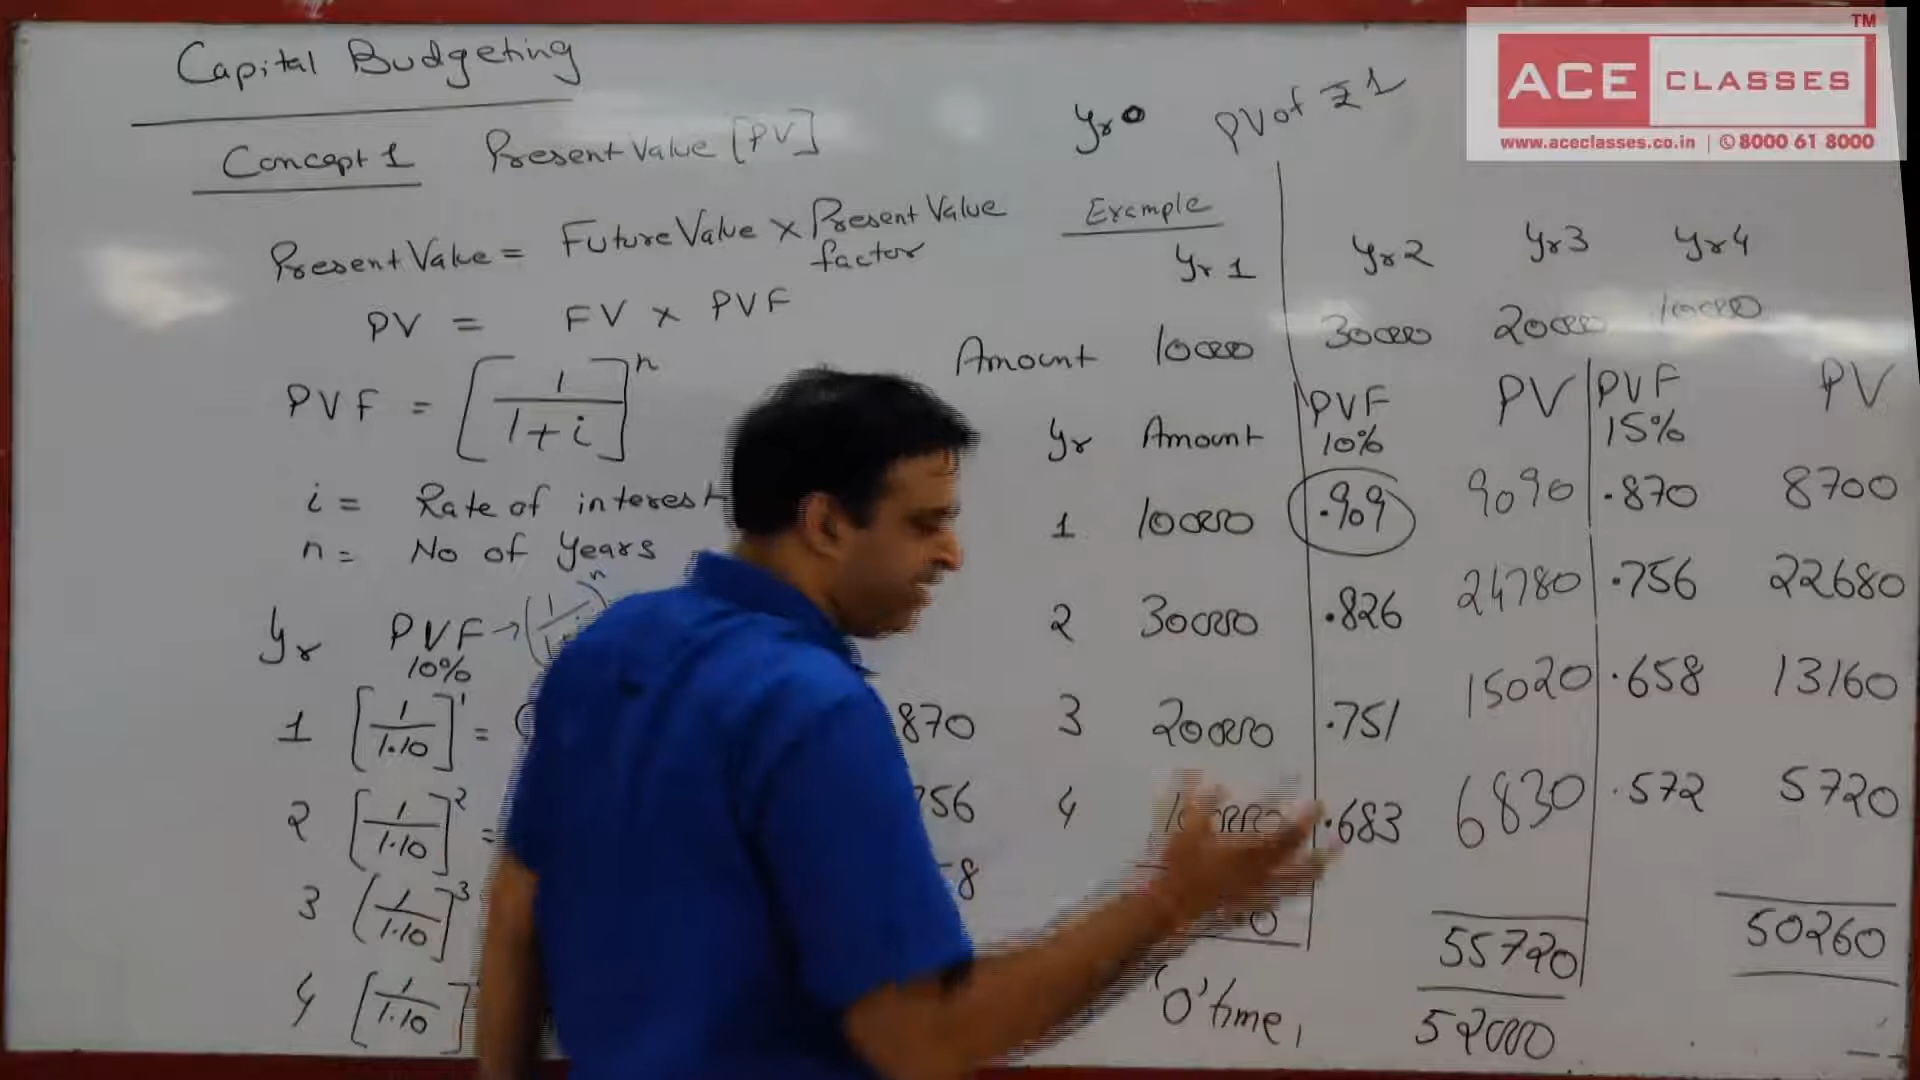 Capital Budgeting
Concept 1 Present Value [PV]
Present Value = Future Value × Present Value factor
PV = FV × PVF
PVF = [1/1+i]ⁿ
i = Rate of interest
n = No of Years
Yr PVF →
10%
1 [1/1.10]¹ =
2 [1/1.10]² =
3 [1/1.10]³
4 [1/1.10]
870
Yr 0 PV of ₹1
Example
Yr 1 Yr 2 Yr 3 Yr 4
Amount 10000 30000 20000 10000
Yr Amount PVF 10% PV PVF 15% PV
1 10000 .909 9090 .870 8700
2 30000 .826 24780 .756 22680
3 20000 .751 15020 .658 13160
4 .683 6830 .572 5720
55720 50260
'0' time, 52000
ACE CLASSES TM
www.aceclasses.co.in | 8000 61 8000